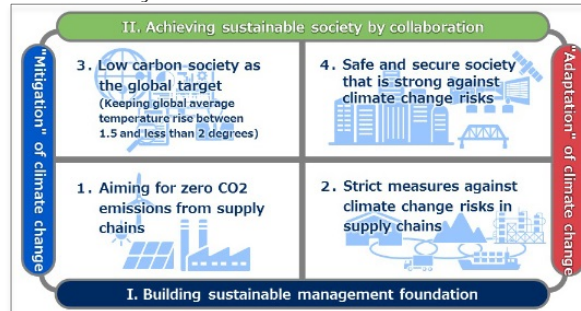 II. Achieving sustainable society by collaboration
"Mitigation" of climate change
3. Low carbon society as
the global target
(Keeping global average
temperature rise between
1.5 and less than 2 degrees)
4. Safe and secure society
that is strong against
climate change risks
1. Aiming for zero CO2
emissions from supply
chains
2. Strict measures against
climate change risks in
supply chains
"Adaptation" of climate change
I. Building sustainable management foundation